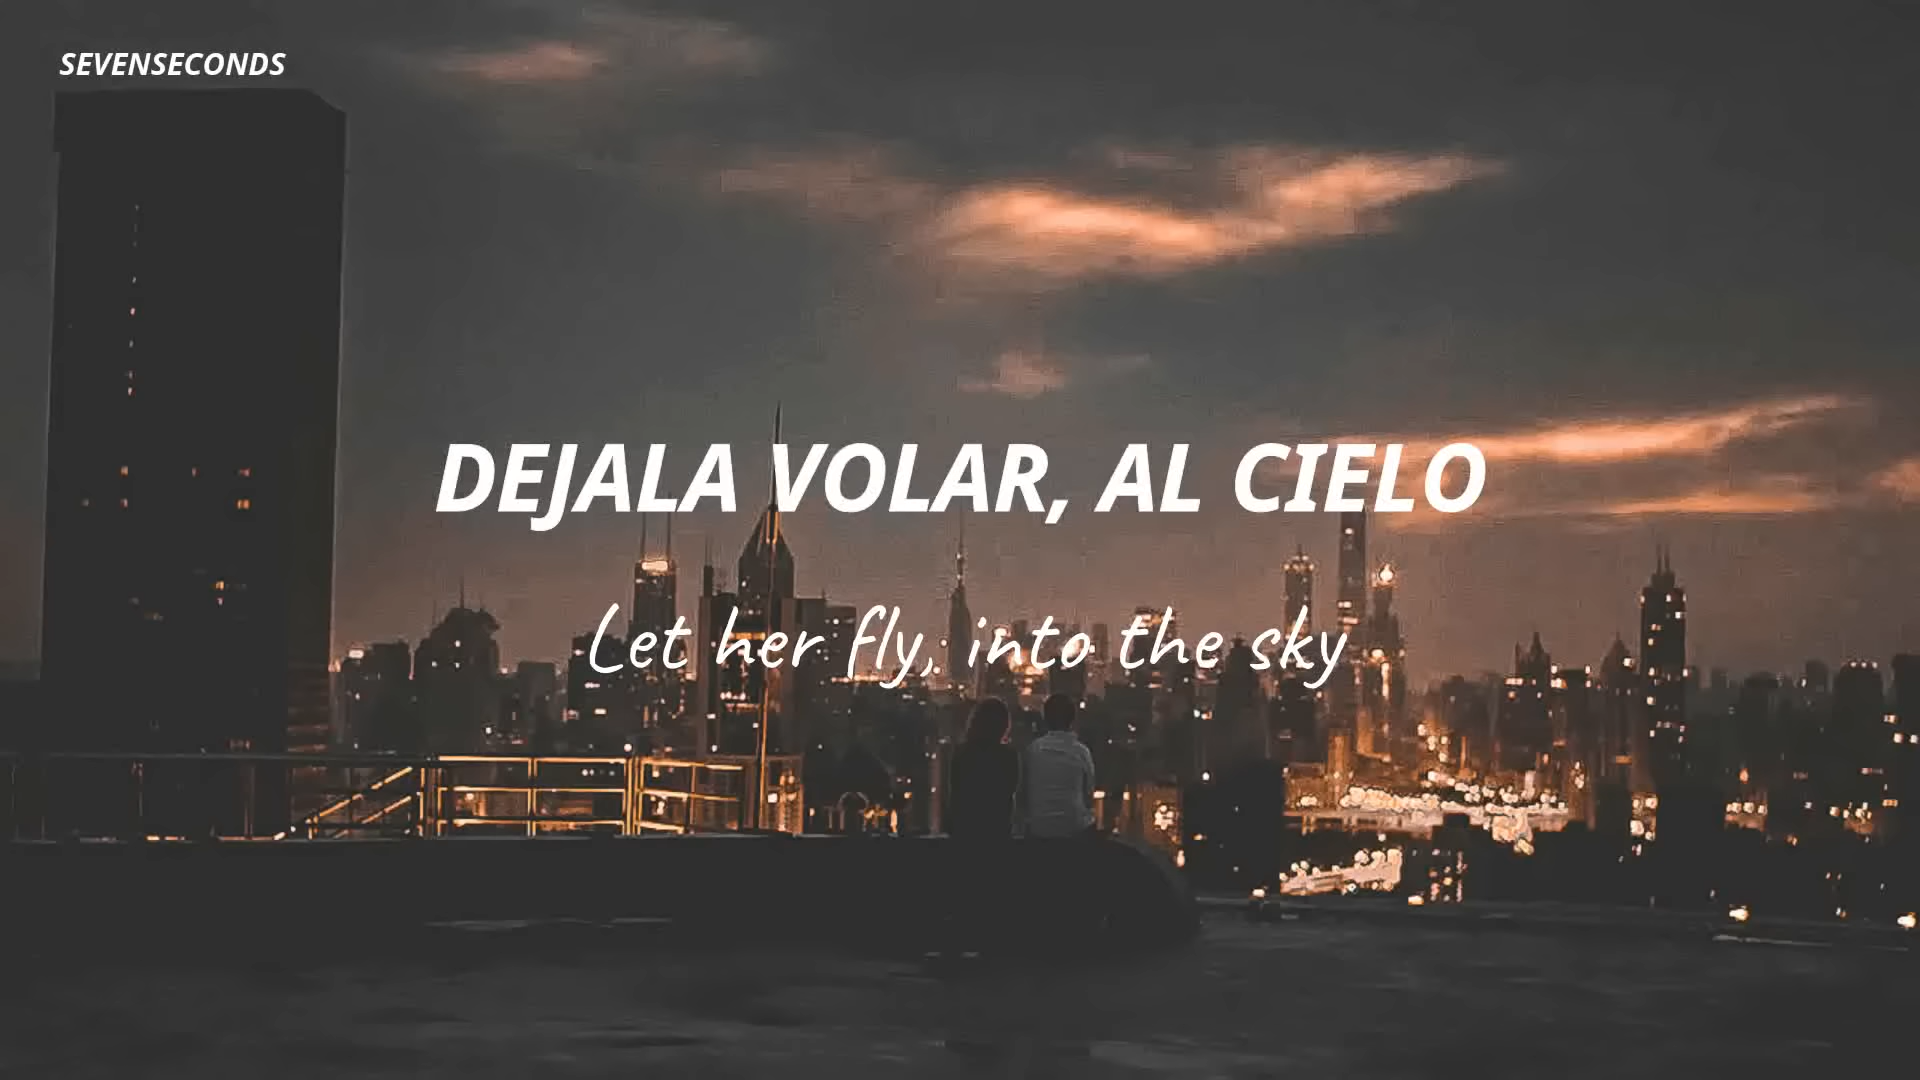 SEVENSECONDS
DEJALA VOLAR, AL CIELO
Let her fly, into the sky